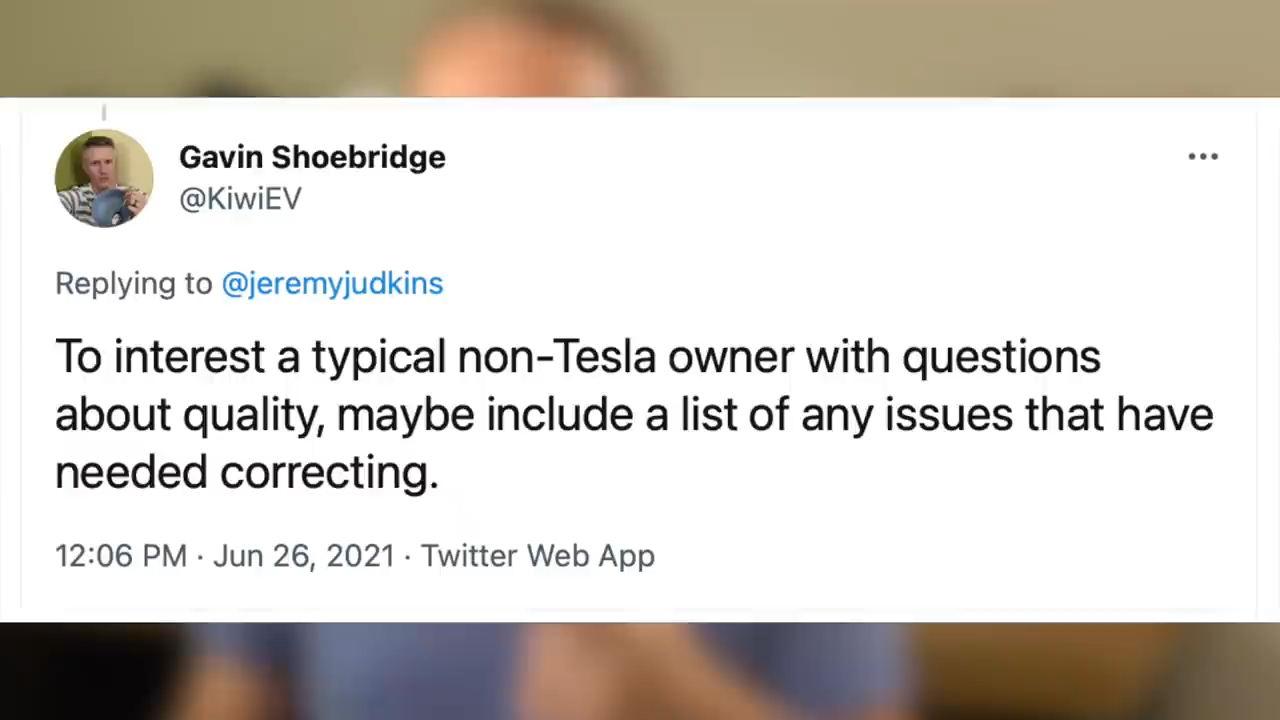 Gavin Shoebridge
@KiwiEV
Replying to @jeremyjudkins
To interest a typical non-Tesla owner with questions
about quality, maybe include a list of any issues that have
needed correcting.
12:06 PM · Jun 26, 2021 · Twitter Web App